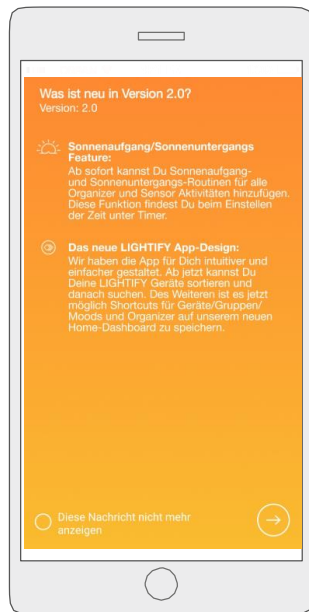 Was ist neu in Version 2.0?
Version: 2.0
Sonnenaufgang/Sonnenuntergangs
Feature:
Ab sofort kannst Du Sonnenaufgang-
und Sonnenuntergangs-Routinen für alle
Organizer und Sensor Aktivitäten hinzufügen.
Diese Funktion findest Du beim Einstellen
der Zeit unter Timer.
Das neue LIGHTIFY App-Design:
Wir haben die App für Dich intuitiver und
einfacher gestaltet. Ab jetzt kannst Du
Deine LIGHTIFY Geräte sortieren und
danach suchen. Des Weiteren ist es jetzt
möglich Shortcuts für Geräte/Gruppen/
Moods und Organizer auf unserem neuen
Home-Dashboard zu speichern.
Diese Nachricht nicht mehr
anzeigen